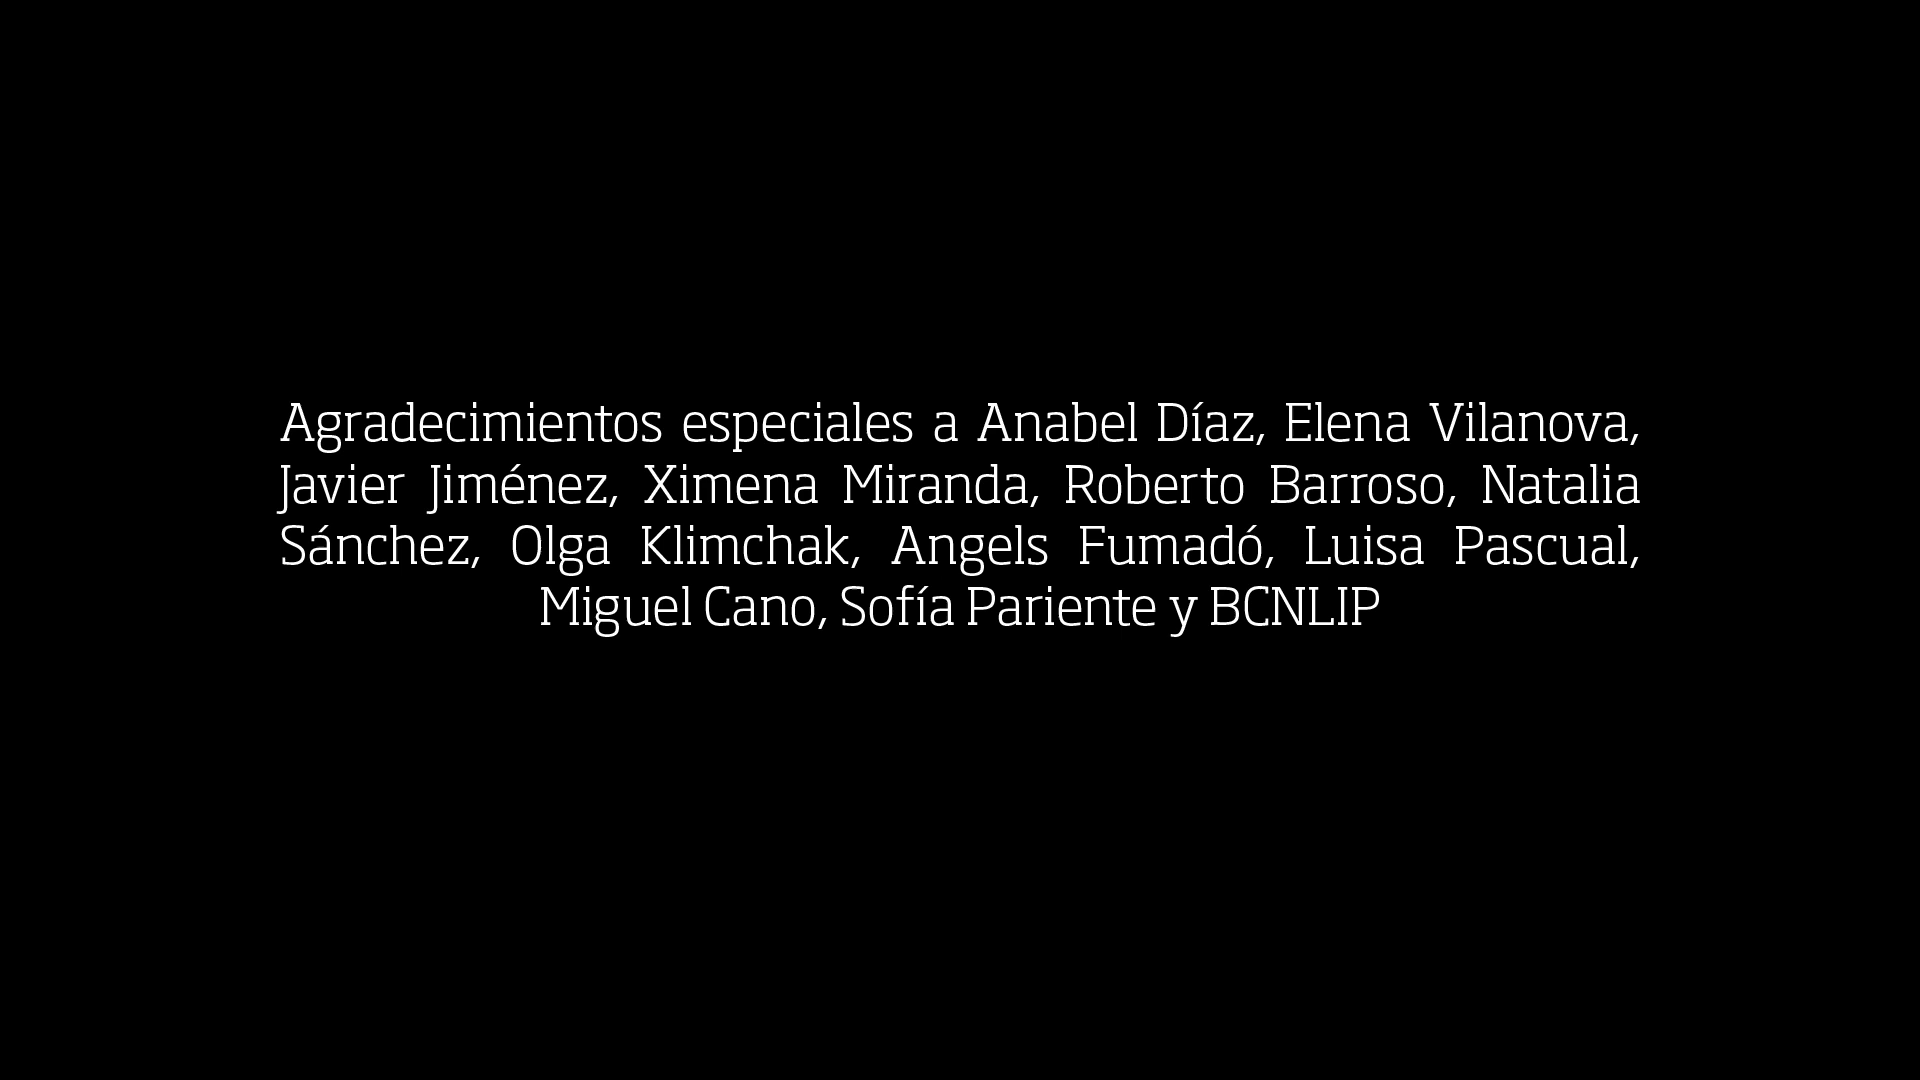 Agradecimientos especiales a Anabel Díaz, Elena Vilanova,
Javier Jiménez, Ximena Miranda, Roberto Barroso, Natalia
Sánchez, Olga Klimchak, Angels Fumadó, Luisa Pascual,
Miguel Cano, Sofía Pariente y BCNLIP